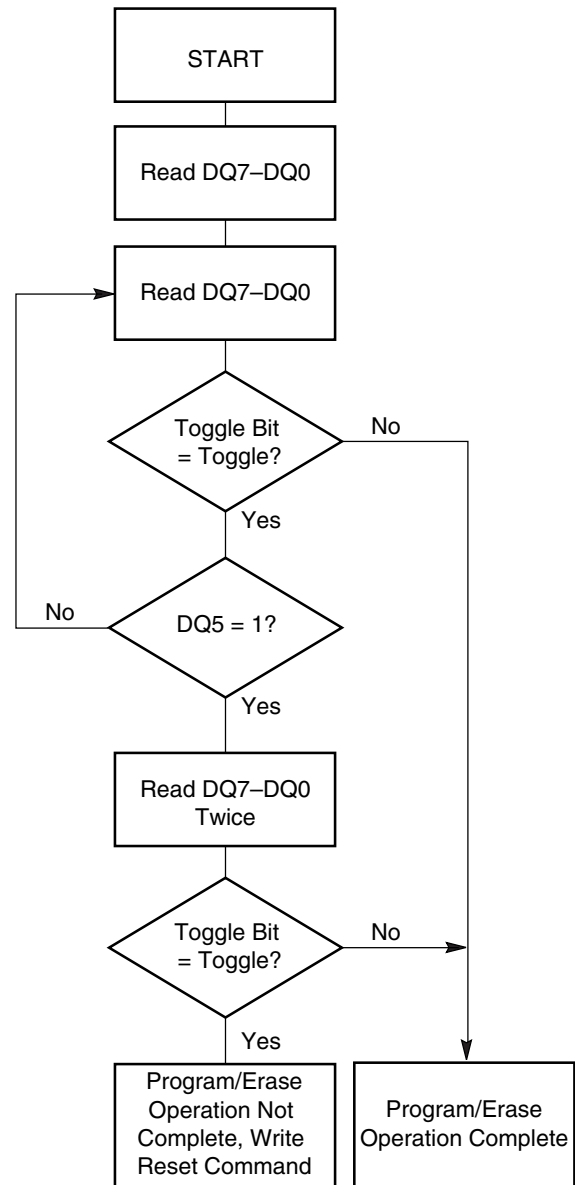 START
Read DQ7–DQ0
Read DQ7–DQ0
Toggle Bit
= Toggle?
No
Yes
No
DQ5 = 1?
Yes
Read DQ7–DQ0
Twice
Toggle Bit
= Toggle?
No
Yes
Program/Erase
Operation Not
Complete, Write
Reset Command
Program/Erase
Operation Complete